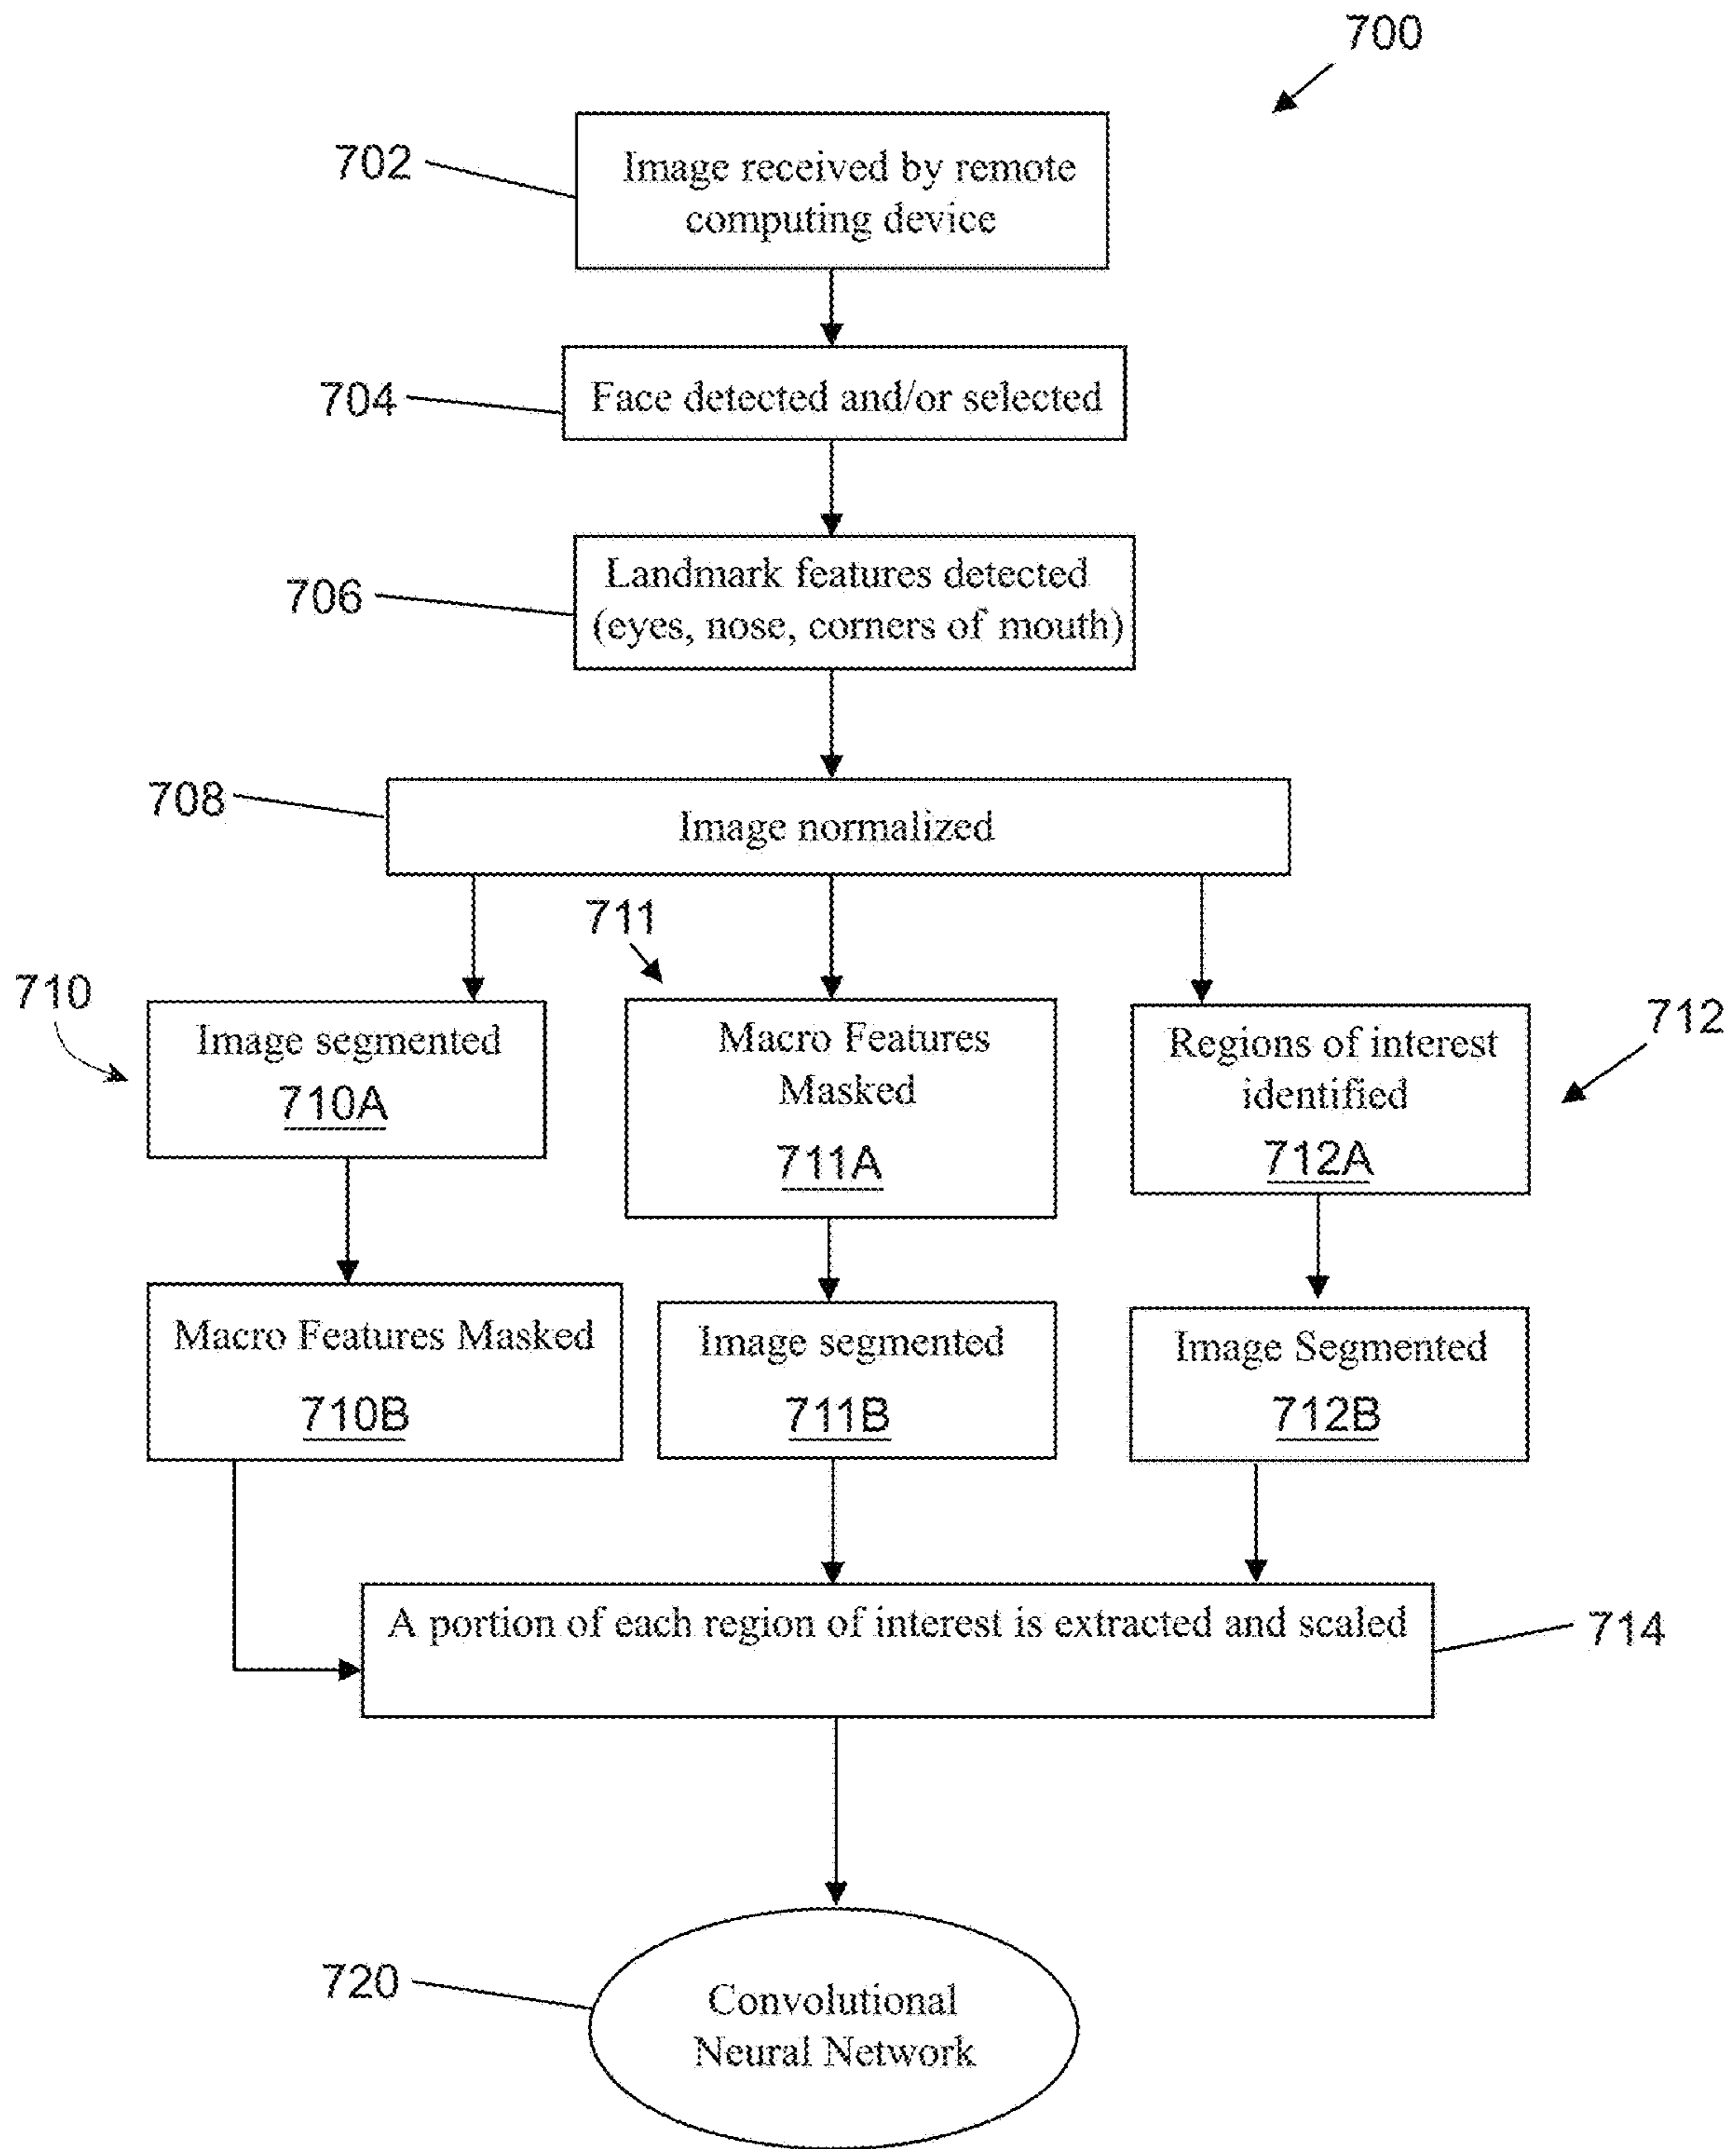 700
702
Image received by remote
computing device
704
Face detected and/or selected
706
Landmark features detected
(eyes, nose, corners of mouth)
708
Image normalized
711
710
712
Image segmented
710A
Macro Features
Masked
711A
Regions of interest
identified
712A
Macro Features Masked
710B
Image segmented
711B
Image Segmented
712B
A portion of each region of interest is extracted and scaled
714
720
Convolutional
Neural Network